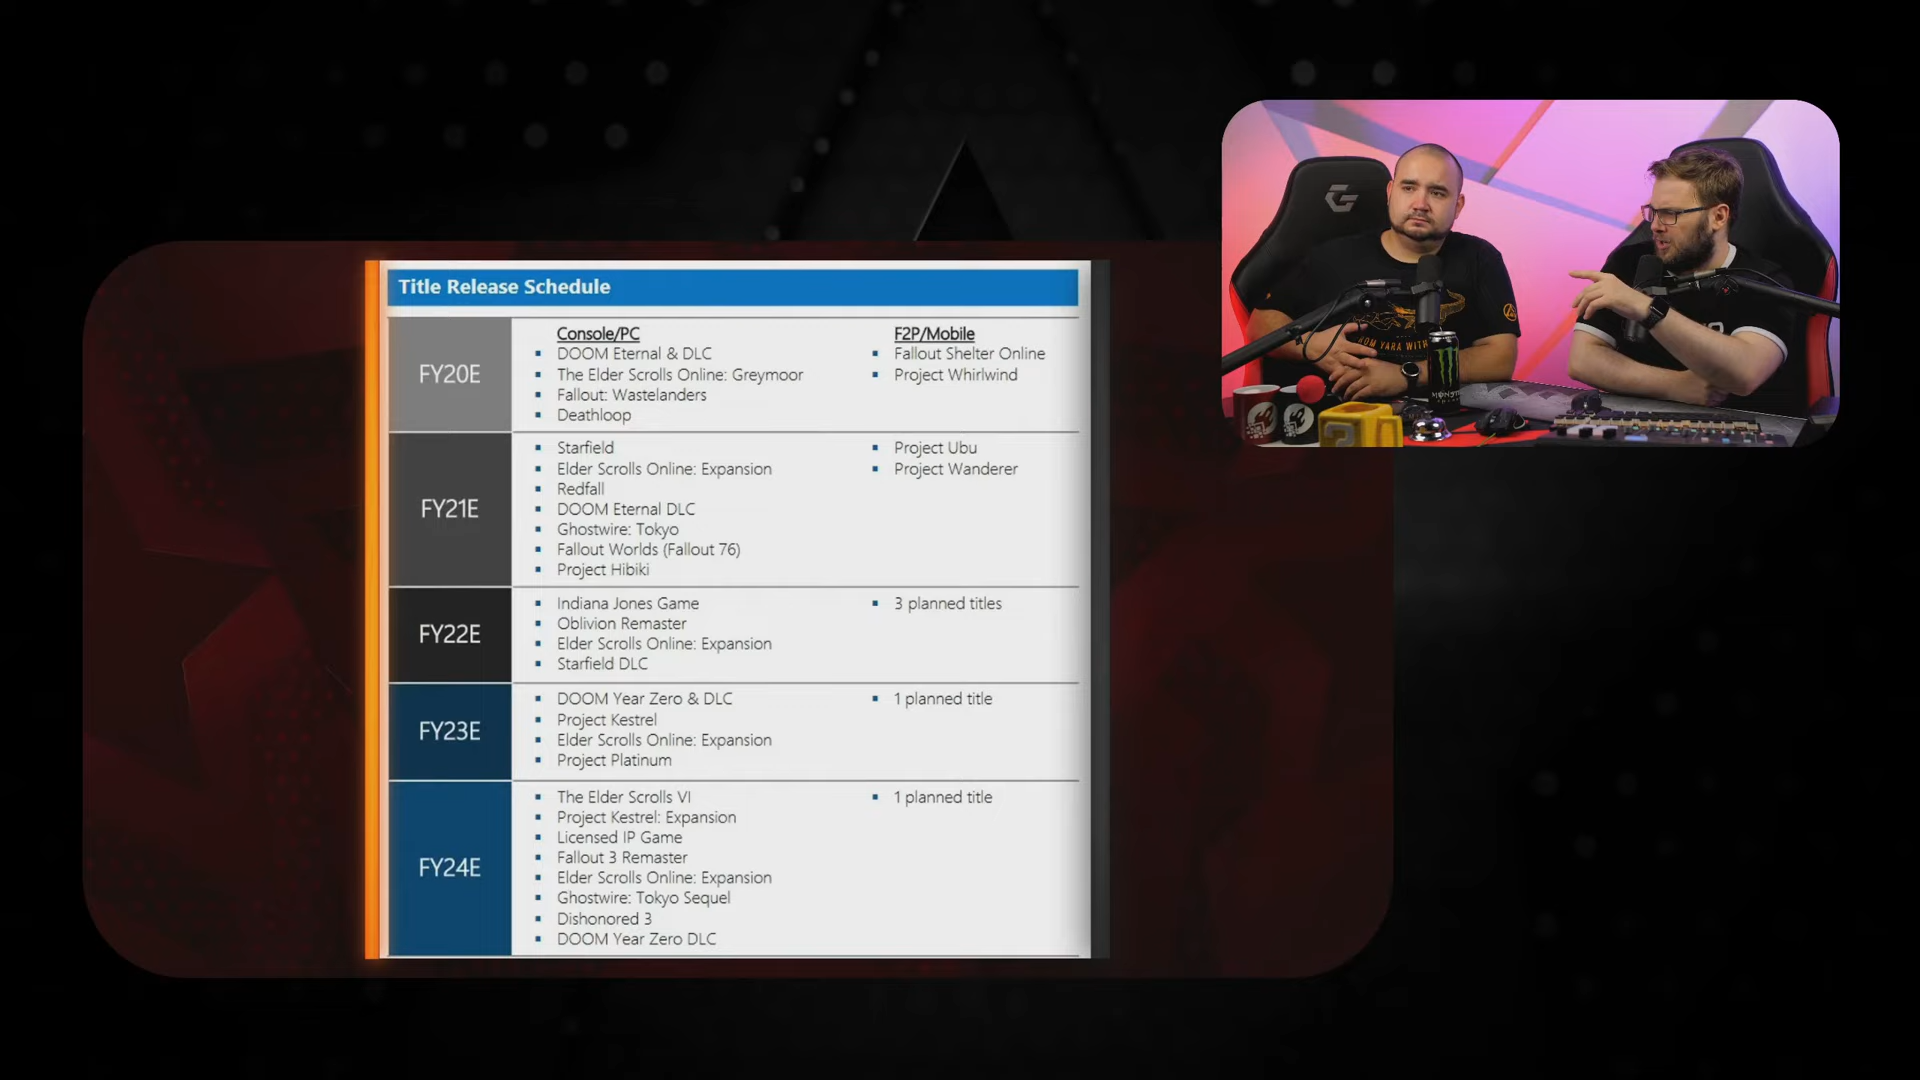 Title Release Schedule
Console/PC
F2P/Mobile
FY20E
DOOM Eternal & DLC
The Elder Scrolls Online: Greymoor
Fallout: Wastelanders
Deathloop
Fallout Shelter Online
Project Whirlwind
FY21E
Starfield
Elder Scrolls Online: Expansion
Redfall
DOOM Eternal DLC
Ghostwire: Tokyo
Fallout Worlds (Fallout 76)
Project Hibiki
Project Ubu
Project Wanderer
FY22E
Indiana Jones Game
Oblivion Remaster
Elder Scrolls Online: Expansion
Starfield DLC
3 planned titles
FY23E
DOOM Year Zero & DLC
Project Kestrel
Elder Scrolls Online: Expansion
Project Platinum
1 planned title
FY24E
The Elder Scrolls VI
Project Kestrel: Expansion
Licensed IP Game
Fallout 3 Remaster
Elder Scrolls Online: Expansion
Ghostwire: Tokyo Sequel
Dishonored 3
DOOM Year Zero DLC
1 planned title
YARA WITH
MONSTER
?